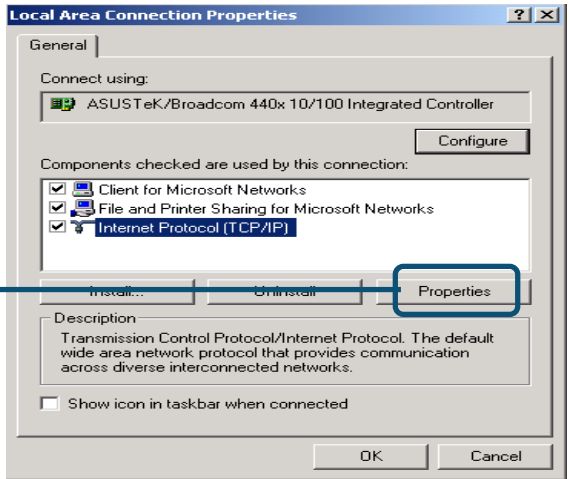 Local Area Connection Properties
General
Connect using:
ASUSTeK/Broadcom 440x 10/100 Integrated Controller
Configure
Components checked are used by this connection:
Client for Microsoft Networks
File and Printer Sharing for Microsoft Networks
Internet Protocol (TCP/IP)
Install... Uninstall Properties
Description
Transmission Control Protocol/Internet Protocol. The default
wide area network protocol that provides communication
across diverse interconnected networks.
Show icon in taskbar when connected
OK Cancel